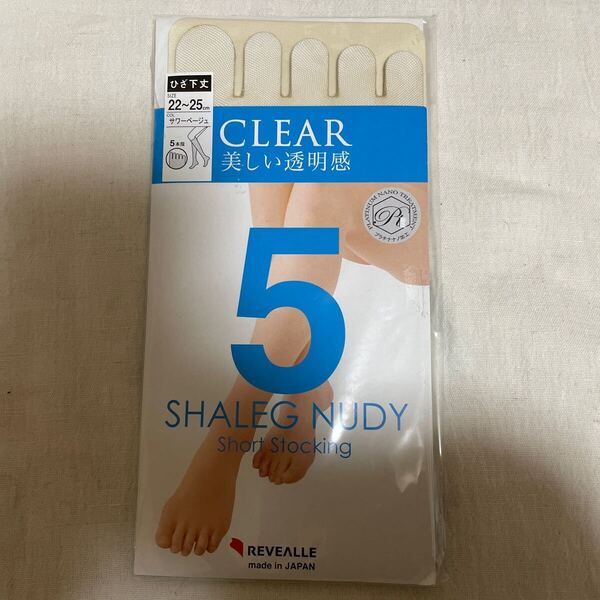 ひざ下丈
SIZE
22~25cm
COL
サワーベージュ
5本指
CLEAR
美しい透明感
PLATINUM NANO TREATMENT
Pt
プラチナナノ加工
5
SHALEG NUDY
Short Stocking
REVEALLE
made in JAPAN